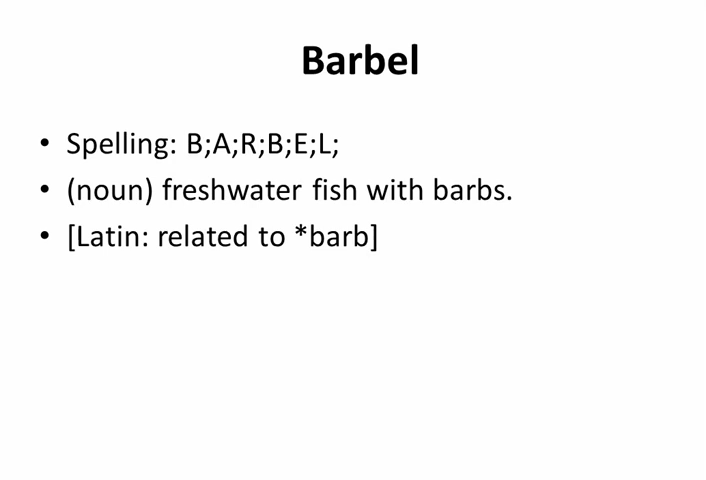 Barbel
• Spelling: B;A;R;B;E;L;
• (noun) freshwater fish with barbs.
• [Latin: related to *barb]